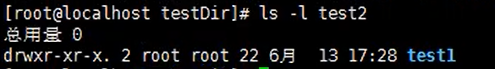 [root@localhost testDir]# ls -l test2
总用量 0
drwxr-xr-x. 2 root root 22 6月  13 17:28 test1